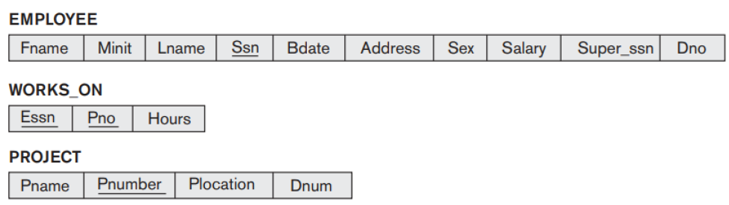 EMPLOYEE
Fname Minit Lname Ssn Bdate Address Sex Salary Super_ssn Dno
WORKS_ON
Essn Pno Hours
PROJECT
Pname Pnumber Plocation Dnum